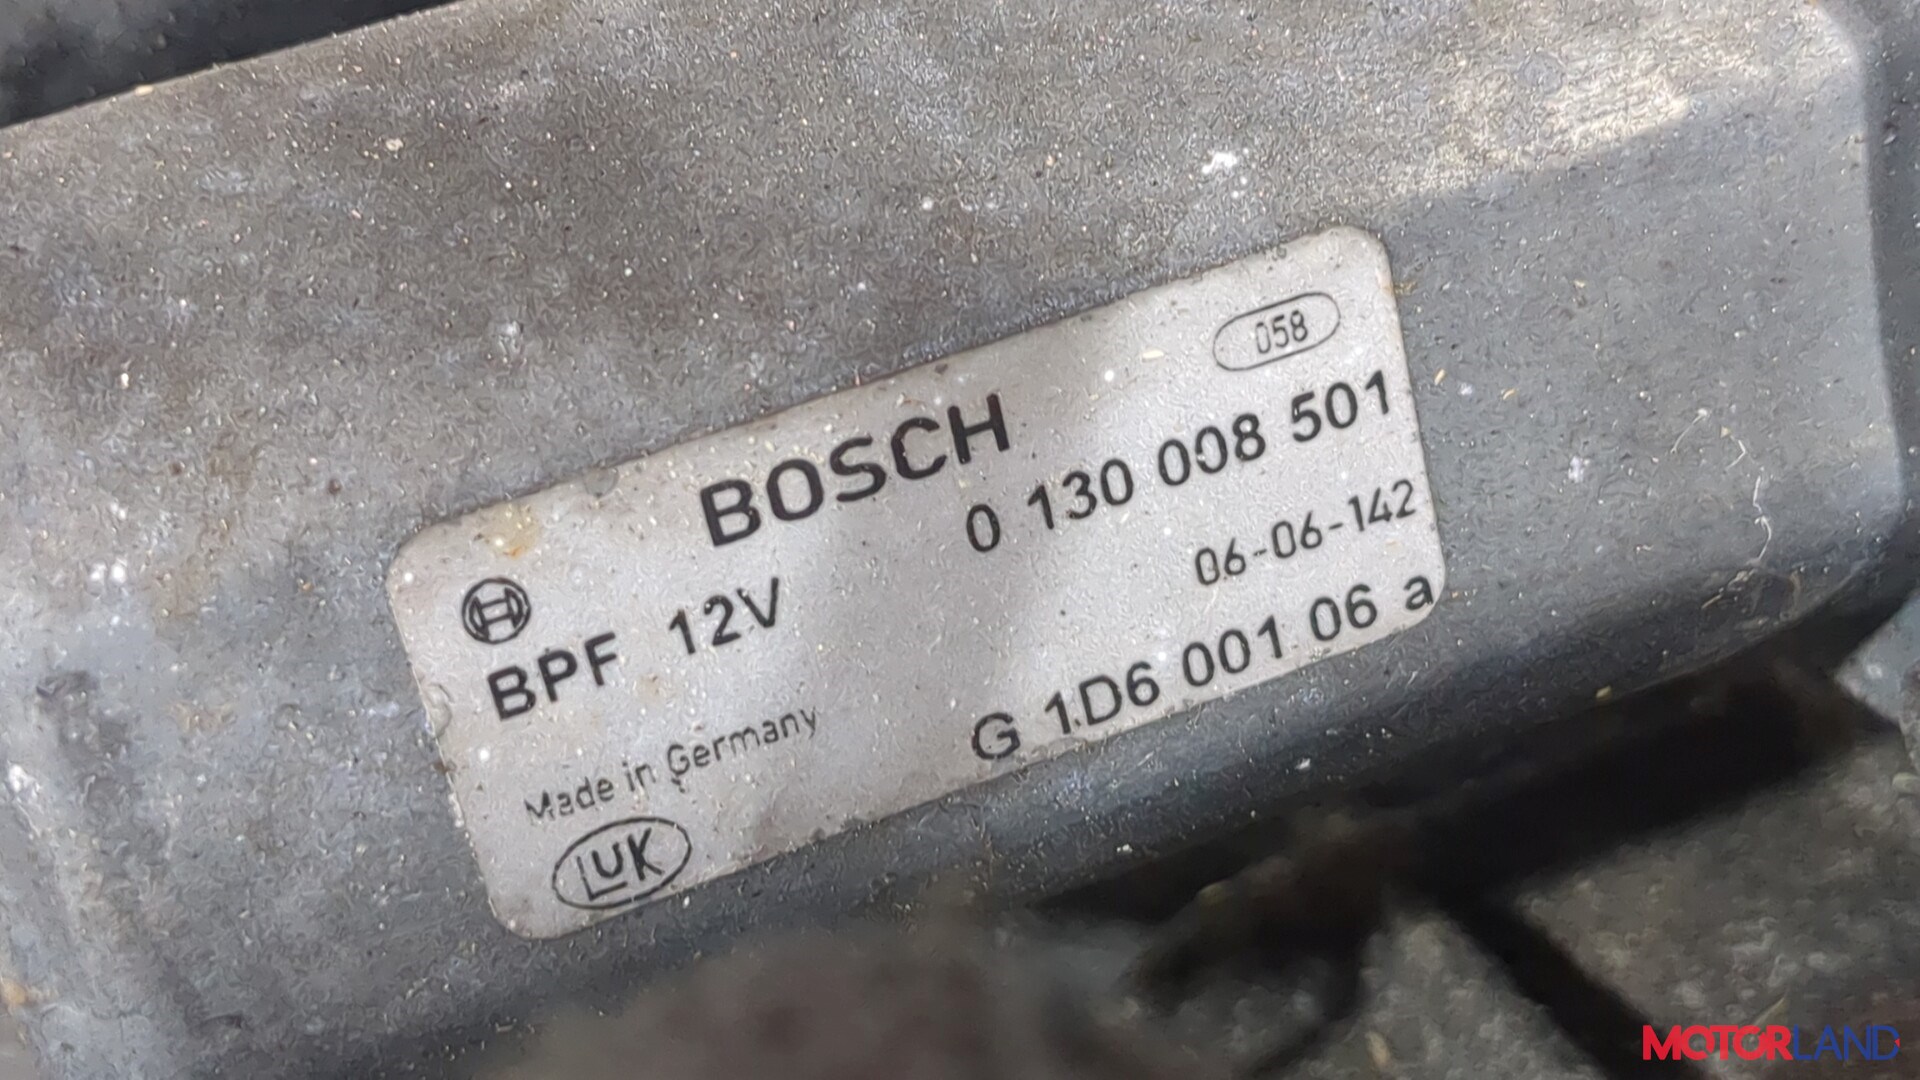 058
BOSCH
0 130 008 501
BPF 12V
06-06-142
Made in Germany
G 1D6 001 06 a
LUK
MOTORLAND